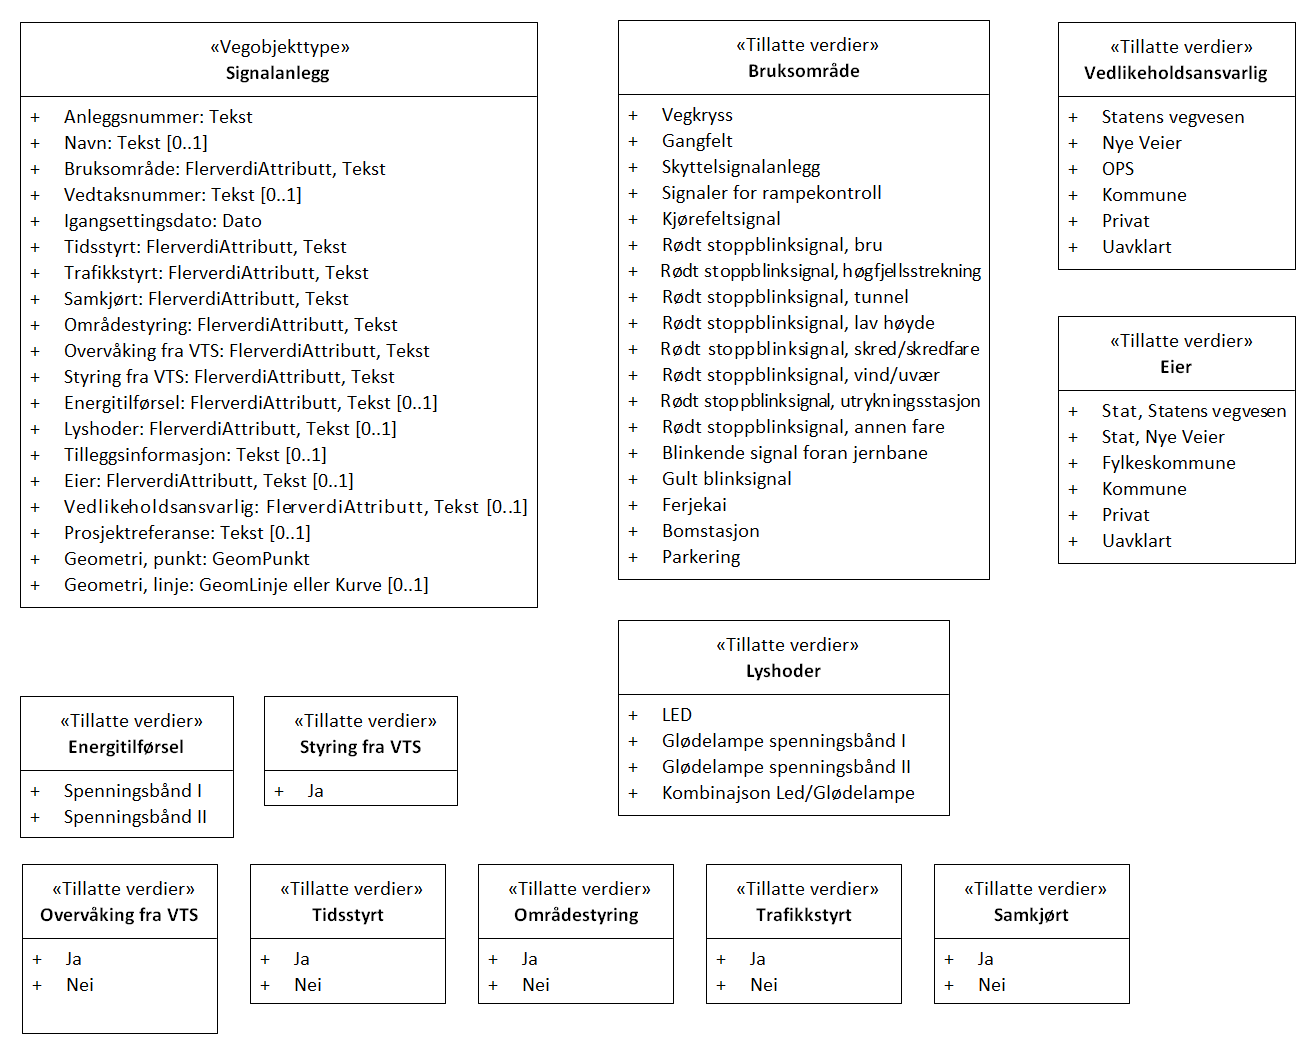 «Vegobjekttype»
Signalanlegg
+ Anleggsnummer: Tekst
+ Navn: Tekst [0..1]
+ Bruksområde: FlerverdiAttributt, Tekst
+ Vedtaksnummer: Tekst [0..1]
+ Igangsettingsdato: Dato
+ Tidsstyrt: FlerverdiAttributt, Tekst
+ Trafikkstyrt: FlerverdiAttributt, Tekst
+ Samkjørt: FlerverdiAttributt, Tekst
+ Områdestyring: FlerverdiAttributt, Tekst
+ Overvåking fra VTS: FlerverdiAttributt, Tekst
+ Styring fra VTS: FlerverdiAttributt, Tekst
+ Energitilførsel: FlerverdiAttributt, Tekst [0..1]
+ Lyshoder: FlerverdiAttributt, Tekst [0..1]
+ Tilleggsinformasjon: Tekst [0..1]
+ Eier: FlerverdiAttributt, Tekst [0..1]
+ Vedlikeholdsansvarlig: FlerverdiAttributt, Tekst [0..1]
+ Prosjektreferanse: Tekst [0..1]
+ Geometri, punkt: GeomPunkt
+ Geometri, linje: GeomLinje eller Kurve [0..1]
«Tillatte verdier»
Bruksområde
+ Vegkryss
+ Gangfelt
+ Skyttelsignalanlegg
+ Signaler for rampekontroll
+ Kjørefeltsignal
+ Rødt stoppblinksignal, bru
+ Rødt stoppblinksignal, høgfjellsstrekning
+ Rødt stoppblinksignal, tunnel
+ Rødt stoppblinksignal, lav høyde
+ Rødt stoppblinksignal, skred/skredfare
+ Rødt stoppblinksignal, vind/uvær
+ Rødt stoppblinksignal, utrykningsstasjon
+ Rødt stoppblinksignal, annen fare
+ Blinkende signal foran jernbane
+ Gult blinksignal
+ Ferjekai
+ Bomstasjon
+ Parkering
«Tillatte verdier»
Vedlikeholdsansvarlig
+ Statens vegvesen
+ Nye Veier
+ OPS
+ Kommune
+ Privat
+ Uavklart
«Tillatte verdier»
Eier
+ Stat, Statens vegvesen
+ Stat, Nye Veier
+ Fylkeskommune
+ Kommune
+ Privat
+ Uavklart
«Tillatte verdier»
Lyshoder
+ LED
+ Glødelampe spenningsbånd I
+ Glødelampe spenningsbånd II
+ Kombinajson Led/Glødelampe
«Tillatte verdier»
Energitilførsel
+ Spenningsbånd I
+ Spenningsbånd II
«Tillatte verdier»
Styring fra VTS
+ Ja
«Tillatte verdier»
Overvåking fra VTS
+ Ja
+ Nei
«Tillatte verdier»
Tidsstyrt
+ Ja
+ Nei
«Tillatte verdier»
Områdestyring
+ Ja
+ Nei
«Tillatte verdier»
Trafikkstyrt
+ Ja
+ Nei
«Tillatte verdier»
Samkjørt
+ Ja
+ Nei